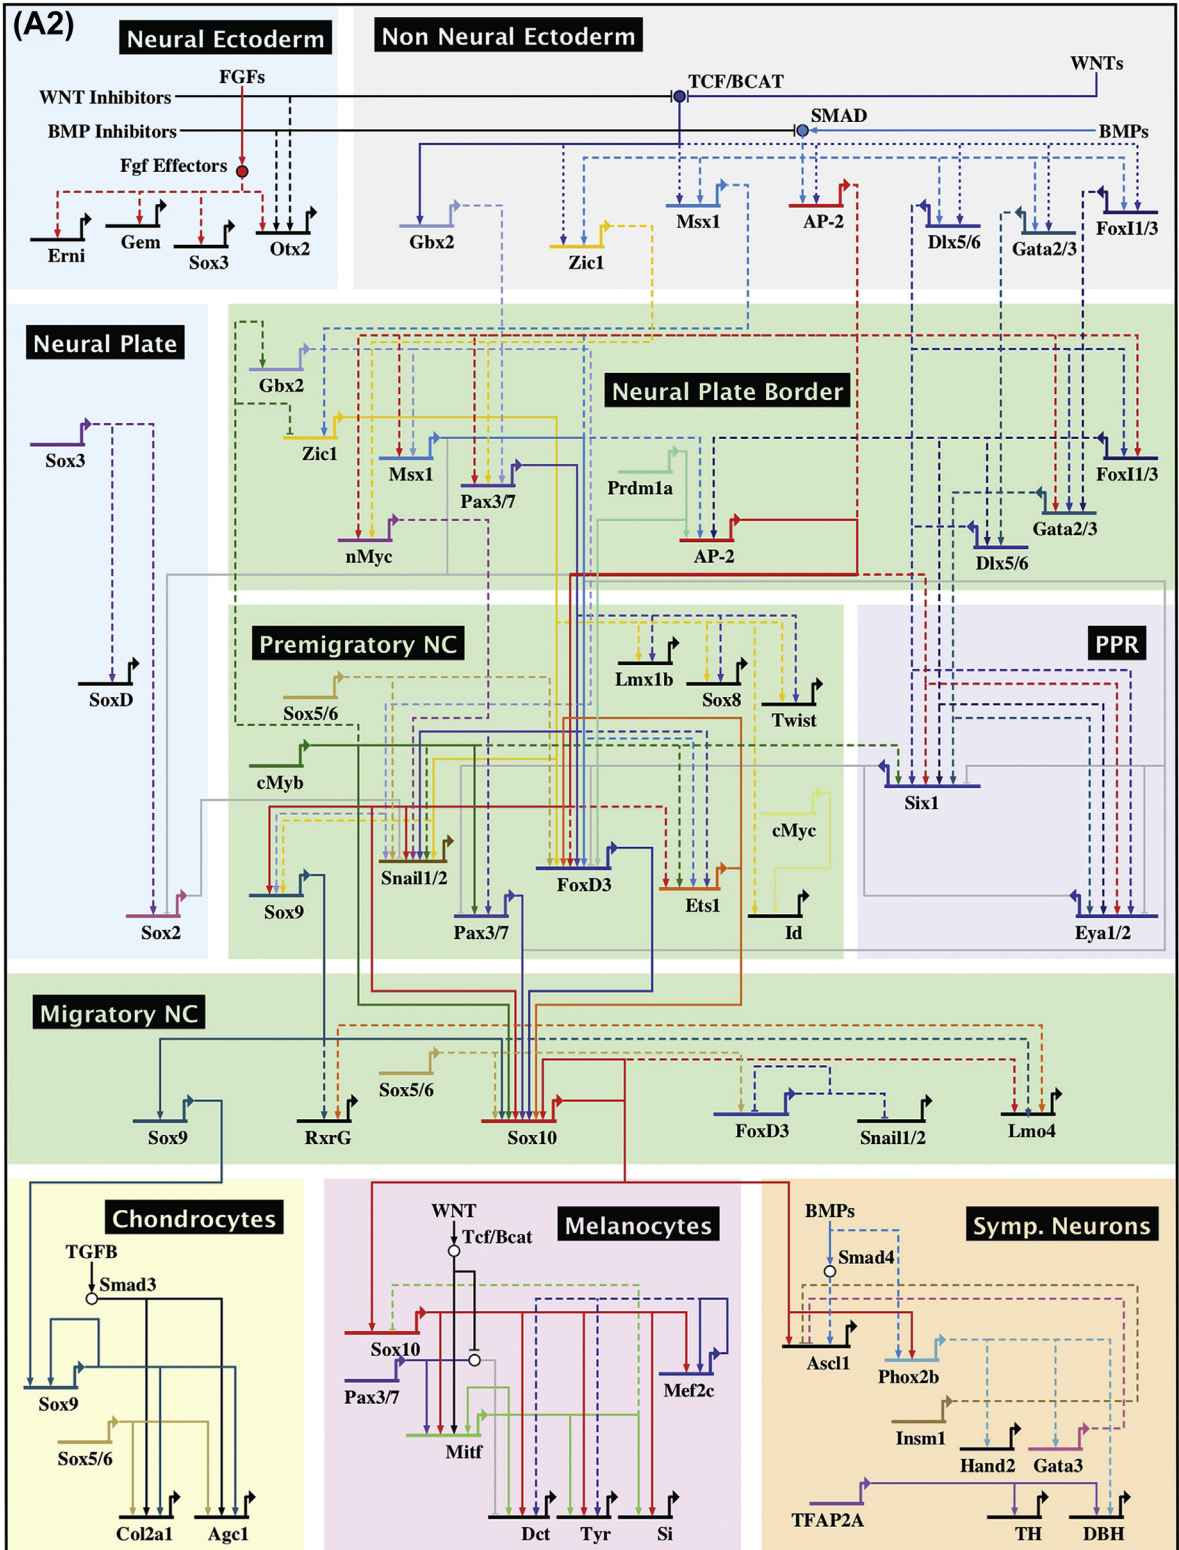 (A2)
Neural Ectoderm
Non Neural Ectoderm
FGFs
WNTs
WNT Inhibitors
TCF/BCAT
BMP Inhibitors
SMAD
BMPs
Fgf Effectors
Erni
Gem
Sox3
Otx2
Gbx2
Zic1
Msx1
AP-2
Dlx5/6
Gata2/3
FoxI1/3
Neural Plate
Neural Plate Border
Gbx2
Zic1
Sox3
Msx1
Pax3/7
Prdm1a
FoxI1/3
nMyc
AP-2
Gata2/3
Dlx5/6
Premigratory NC
PPR
SoxD
Sox5/6
Lmx1b
Sox8
Twist
cMyb
Six1
cMyc
Snail1/2
FoxD3
Sox9
Ets1
Sox2
Pax3/7
Id
Eya1/2
Migratory NC
Sox5/6
Sox9
RxrG
Sox10
FoxD3
Snail1/2
Lmo4
Chondrocytes
Melanocytes
Symp. Neurons
WNT
BMPs
TGFB
Tcf/Bcat
Smad4
Smad3
Sox10
Ascl1
Phox2b
Sox9
Pax3/7
Mef2c
Sox5/6
Mitf
Insm1
Hand2
Gata3
TFAP2A
Col2a1
Agc1
Dct
Tyr
Si
TH
DBH